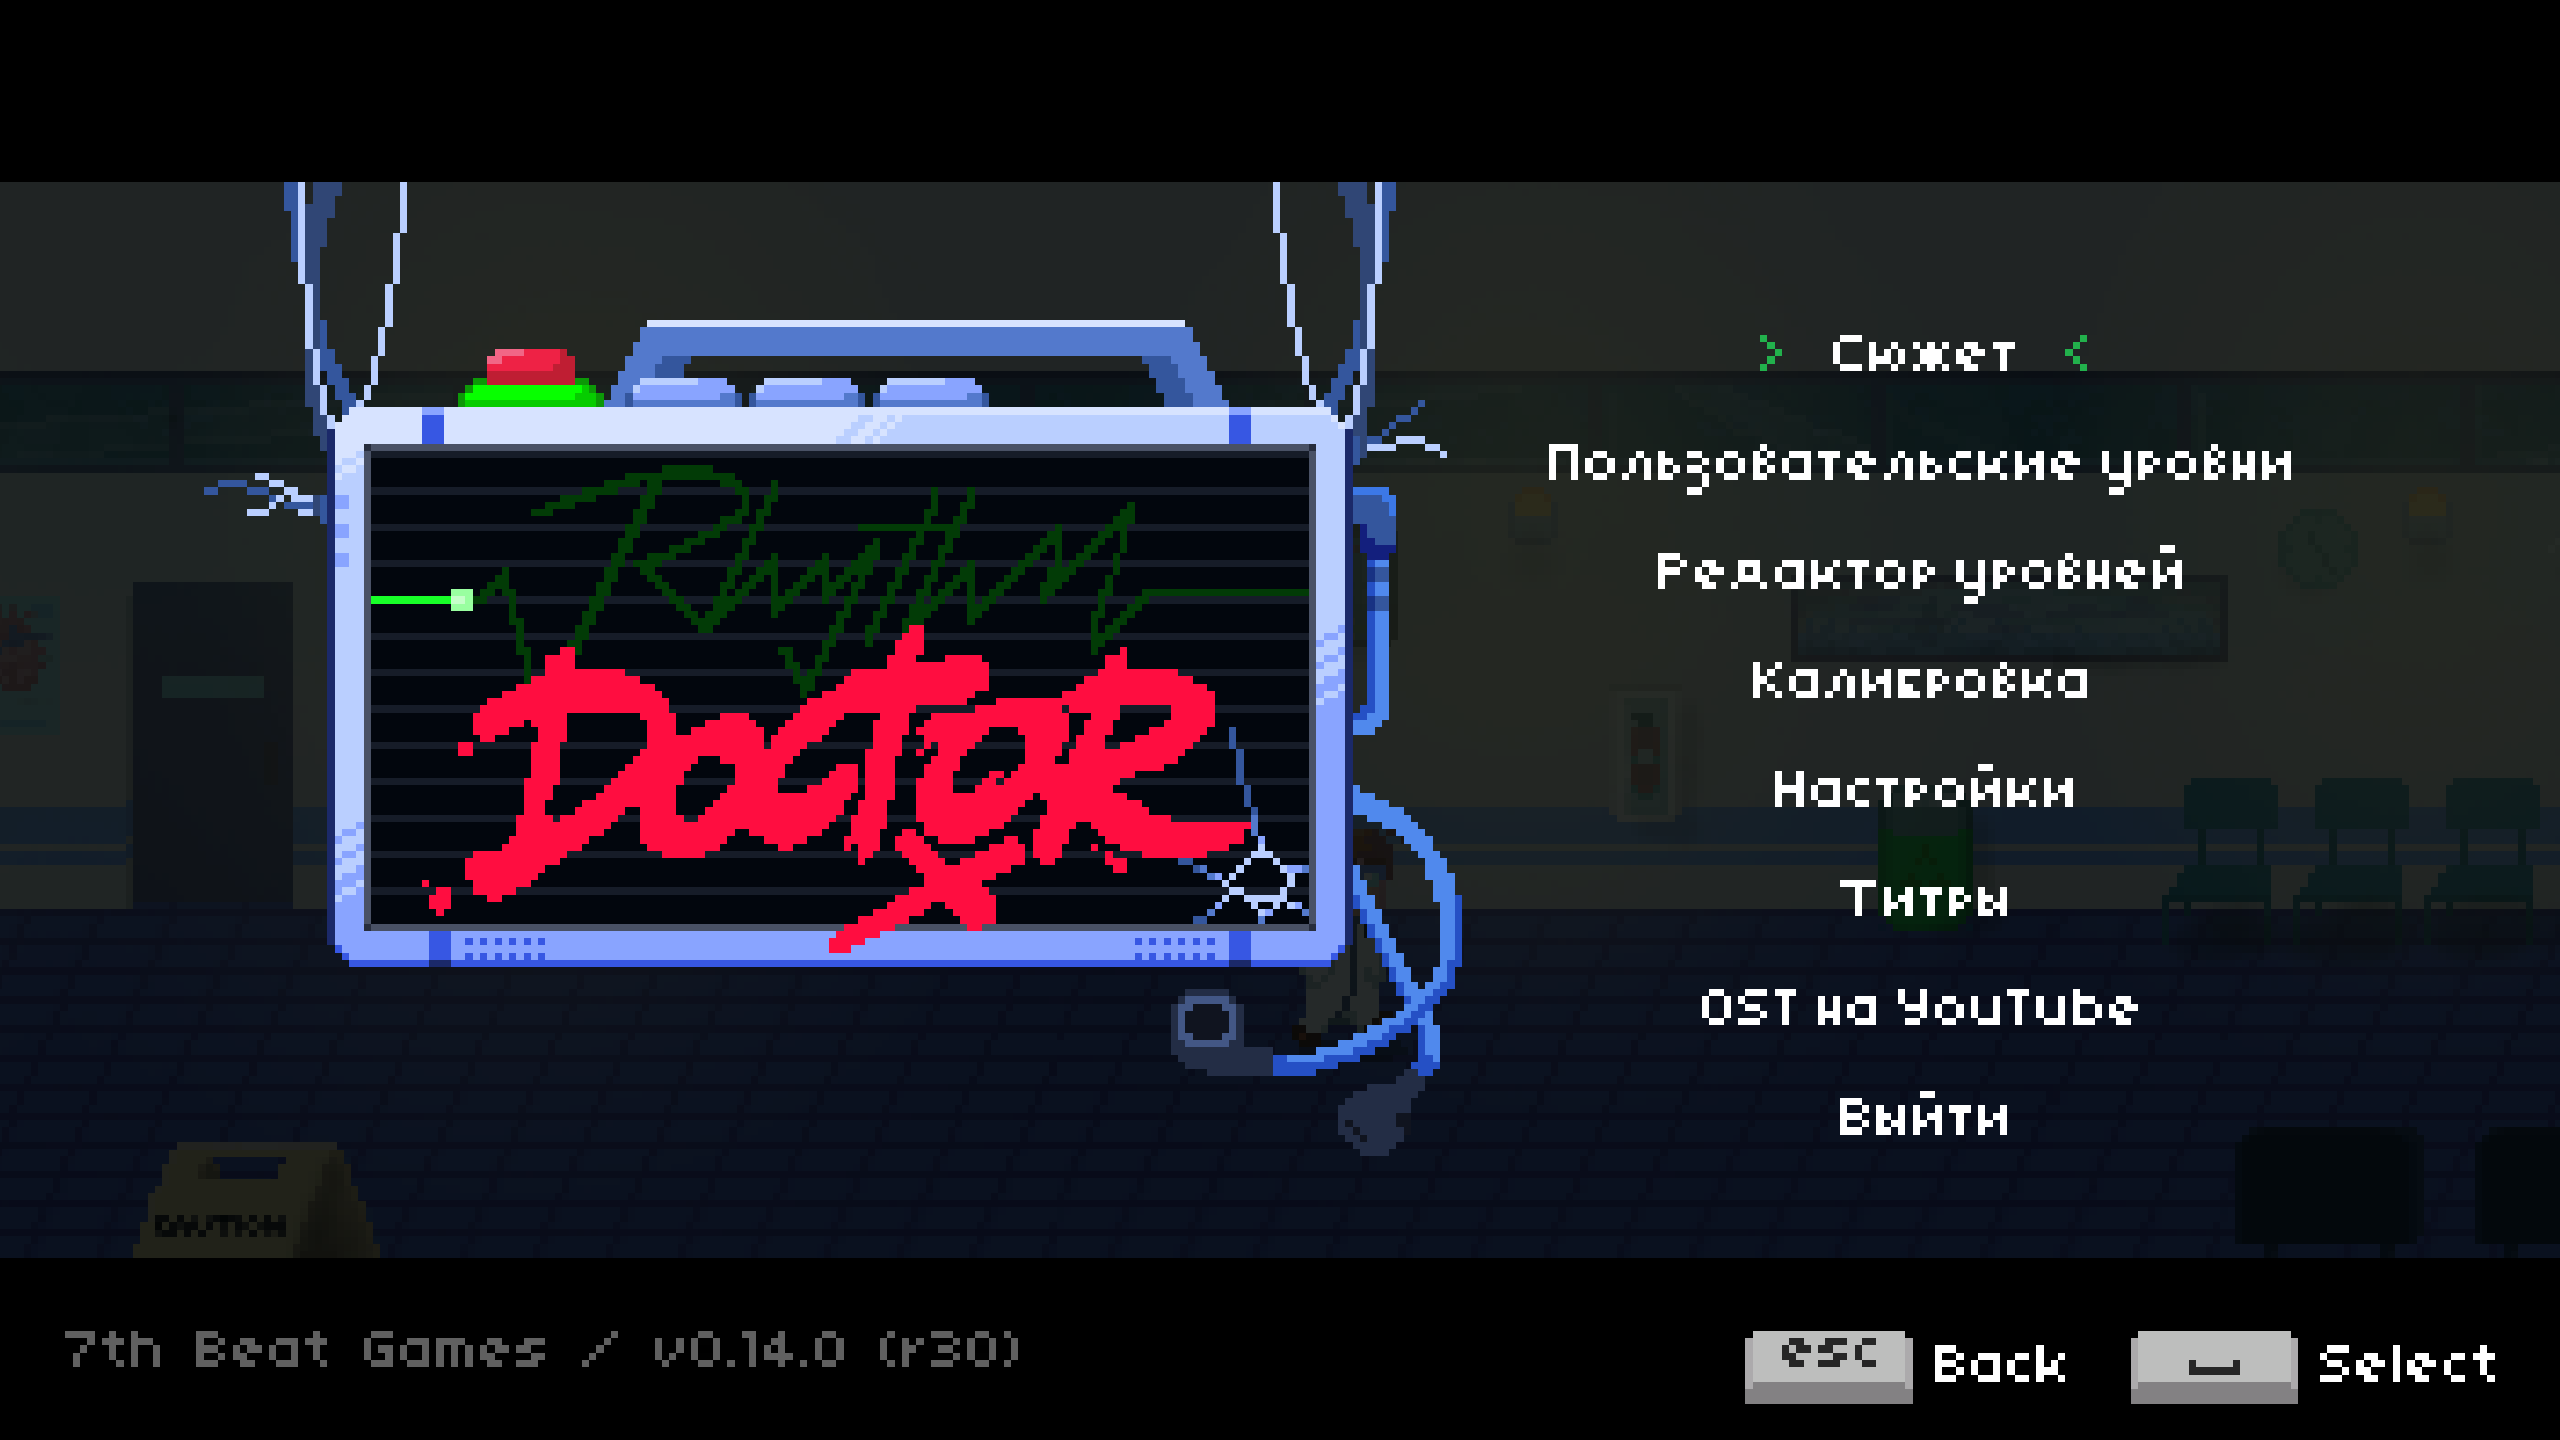 Rhythm
DOCTOR
> Сюжет <
Пользовательские уровни
Редактор уровней
Калибровка
Настройки
Титры
OST на YouTube
Выйти
CAUTION
7th Beat Games / v0.14.0 (r30)
esc Back Select